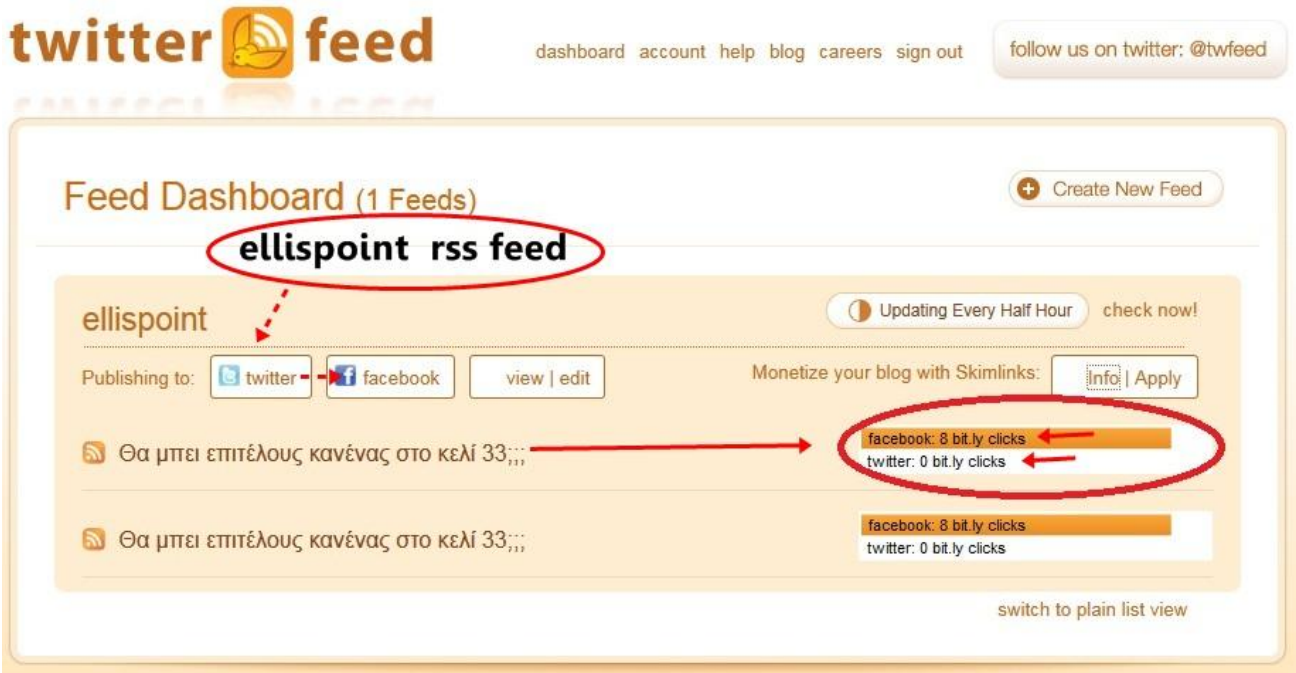 twitter feed
dashboard account help blog careers sign out
follow us on twitter: @twfeed
Feed Dashboard (1 Feeds)
Create New Feed
ellispoint rss feed
ellispoint
Updating Every Half Hour
check now!
Publishing to: twitter facebook view | edit
Monetize your blog with Skimlinks: Info | Apply
Θα μπει επιτέλους κανένας στο κελί 33;;;
facebook: 8 bit.ly clicks
twitter: 0 bit.ly clicks
Θα μπει επιτέλους κανένας στο κελί 33;;;
facebook: 8 bit.ly clicks
twitter: 0 bit.ly clicks
switch to plain list view